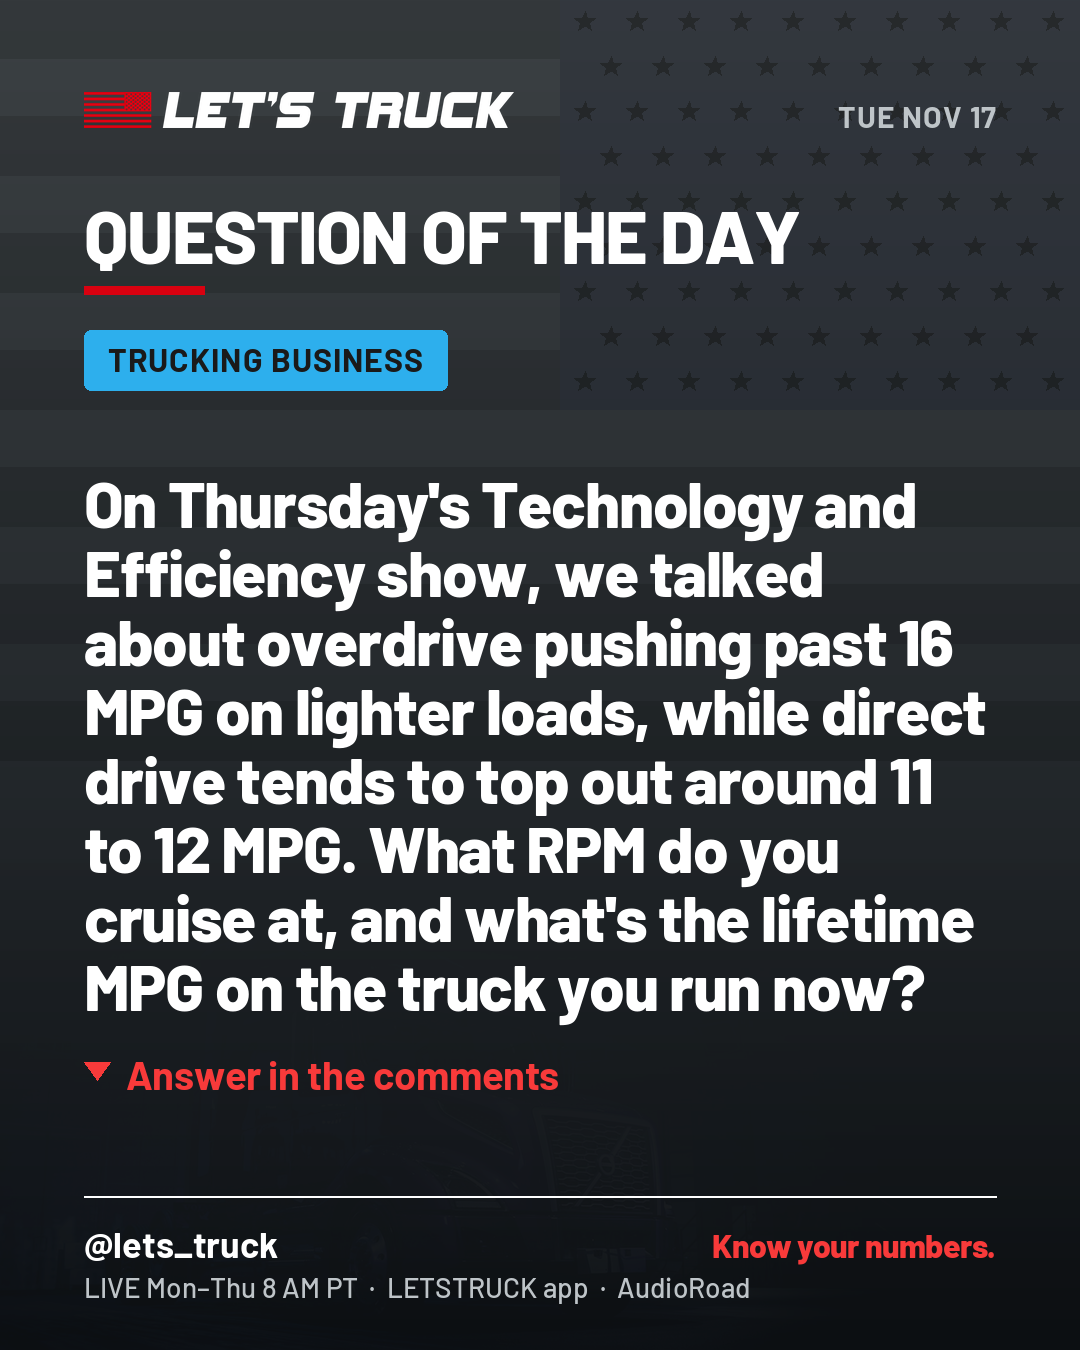 LET'S TRUCK
TUE NOV 17
QUESTION OF THE DAY
TRUCKING BUSINESS
On Thursday's Technology and
Efficiency show, we talked
about overdrive pushing past 16
MPG on lighter loads, while direct
drive tends to top out around 11
to 12 MPG. What RPM do you
cruise at, and what's the lifetime
MPG on the truck you run now?
Answer in the comments
@lets_truck
Know your numbers.
LIVE Mon–Thu 8 AM PT · LETSTRUCK app · AudioRoad